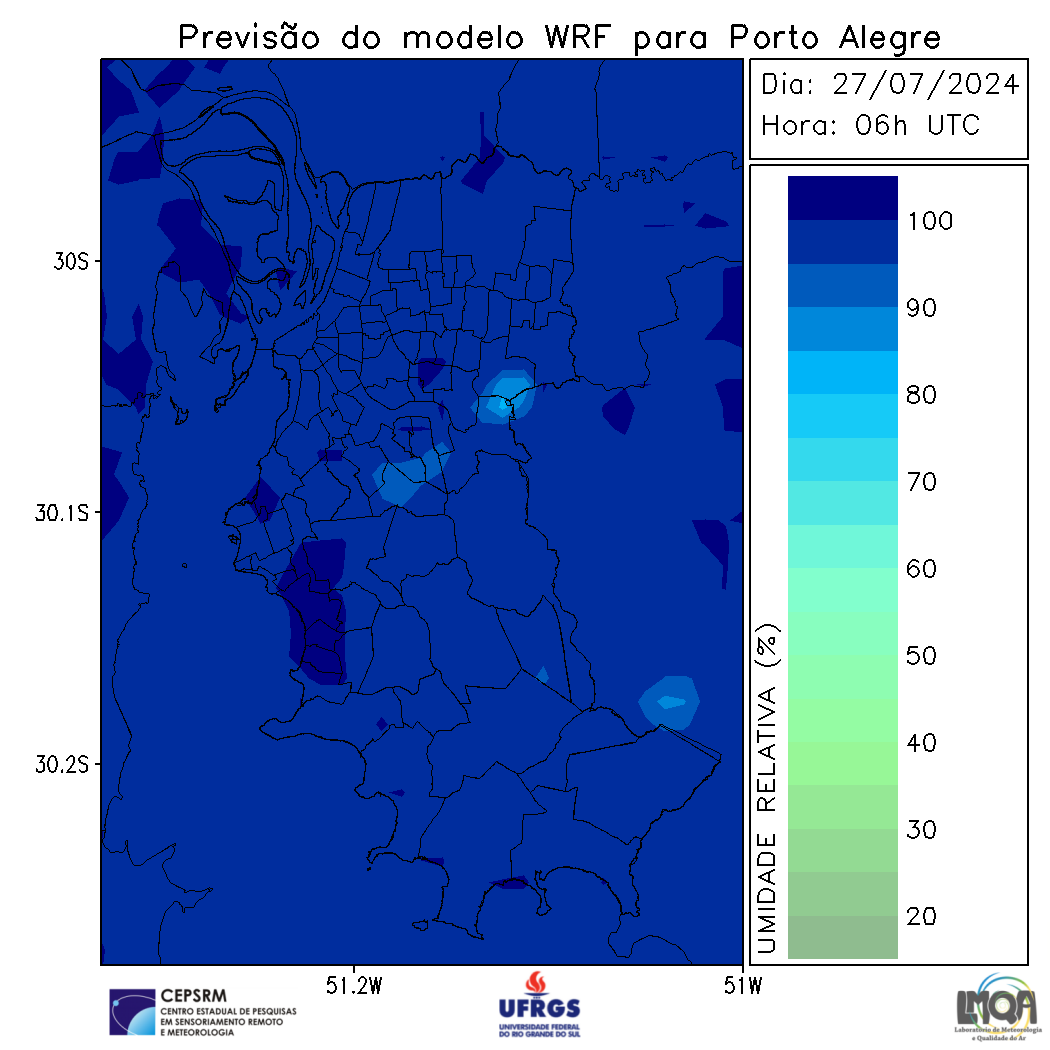 Previsão do modelo WRF para Porto Alegre
Dia: 27/07/2024
Hora: 06h UTC
100
90
80
70
60
50
40
30
20
UMIDADE RELATIVA (%)
30S
30.1S
30.2S
51.2W
51W
CEPSRM
CENTRO ESTADUAL DE PESQUISAS
EM SENSORIAMENTO REMOTO
E METEOROLOGIA
UFRGS
UNIVERSIDADE FEDERAL
DO RIO GRANDE DO SUL
LMQA
Laboratório de Meteorologia
e Qualidade do Ar